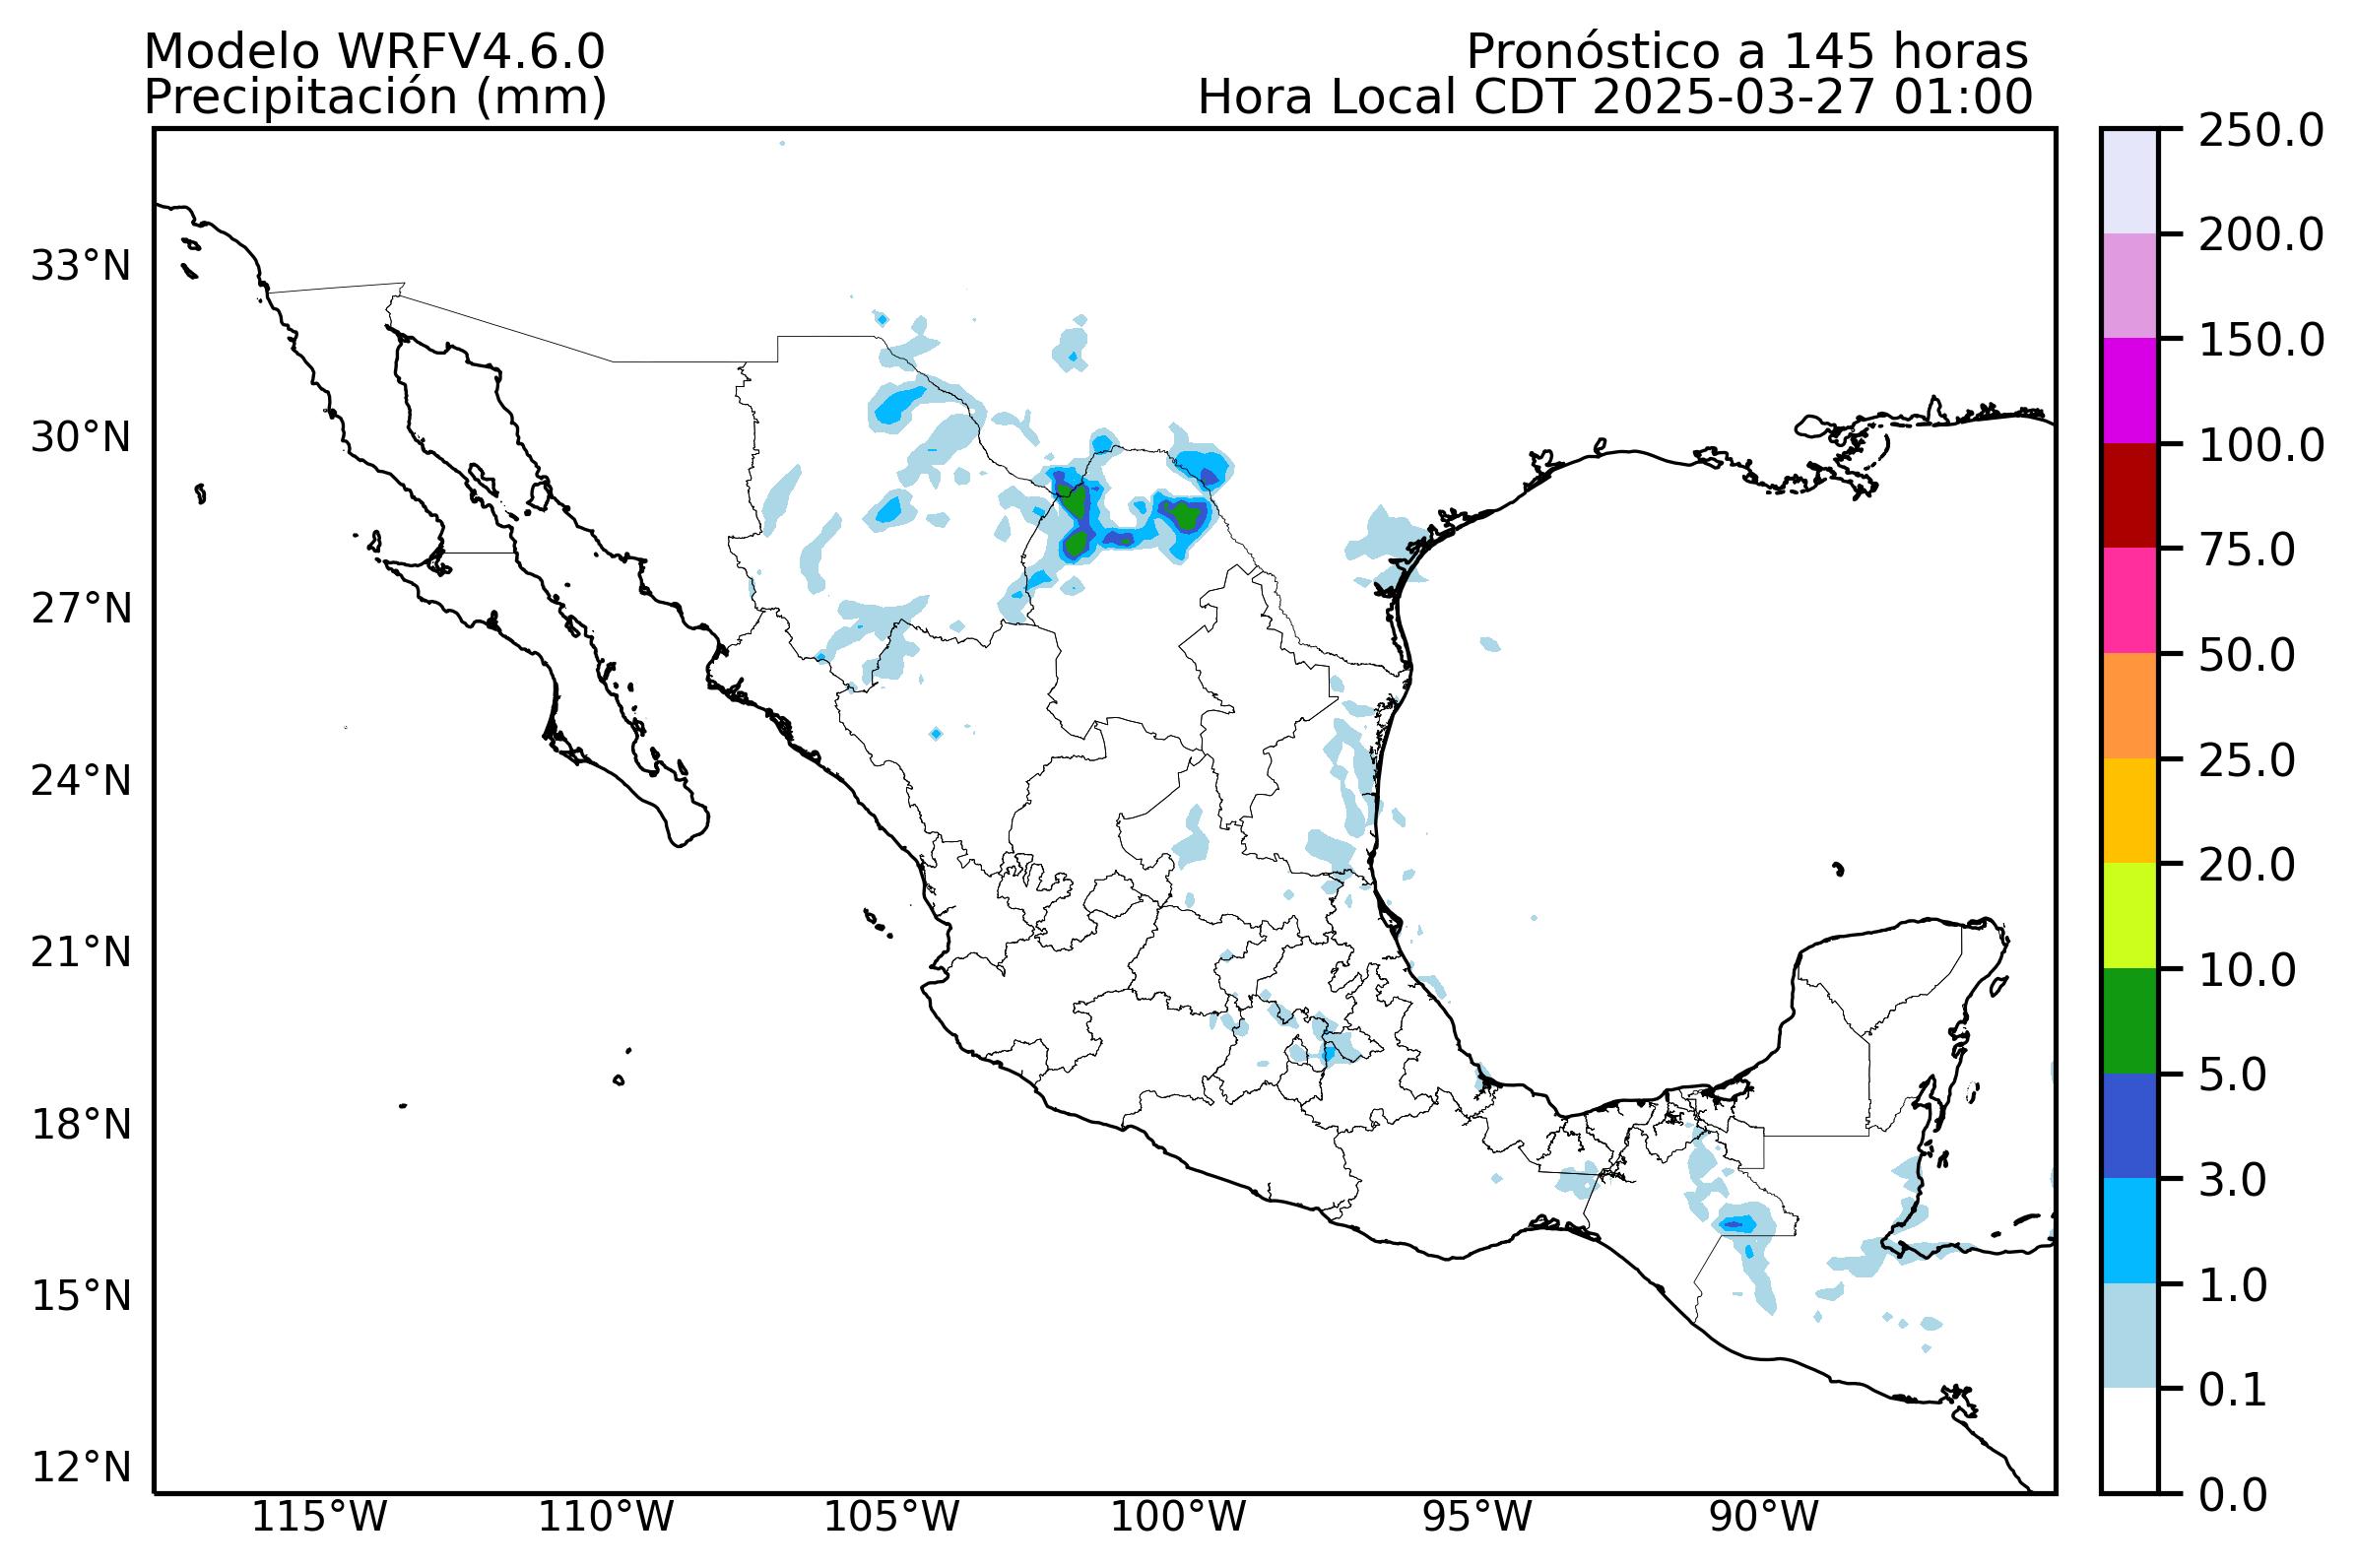 Modelo WRFV4.6.0
Pronóstico a 145 horas
Precipitación (mm)
Hora Local CDT 2025-03-27 01:00
33°N
30°N
27°N
24°N
21°N
18°N
15°N
12°N
115°W
110°W
105°W
100°W
95°W
90°W
250.0
200.0
150.0
100.0
75.0
50.0
25.0
20.0
10.0
5.0
3.0
1.0
0.1
0.0